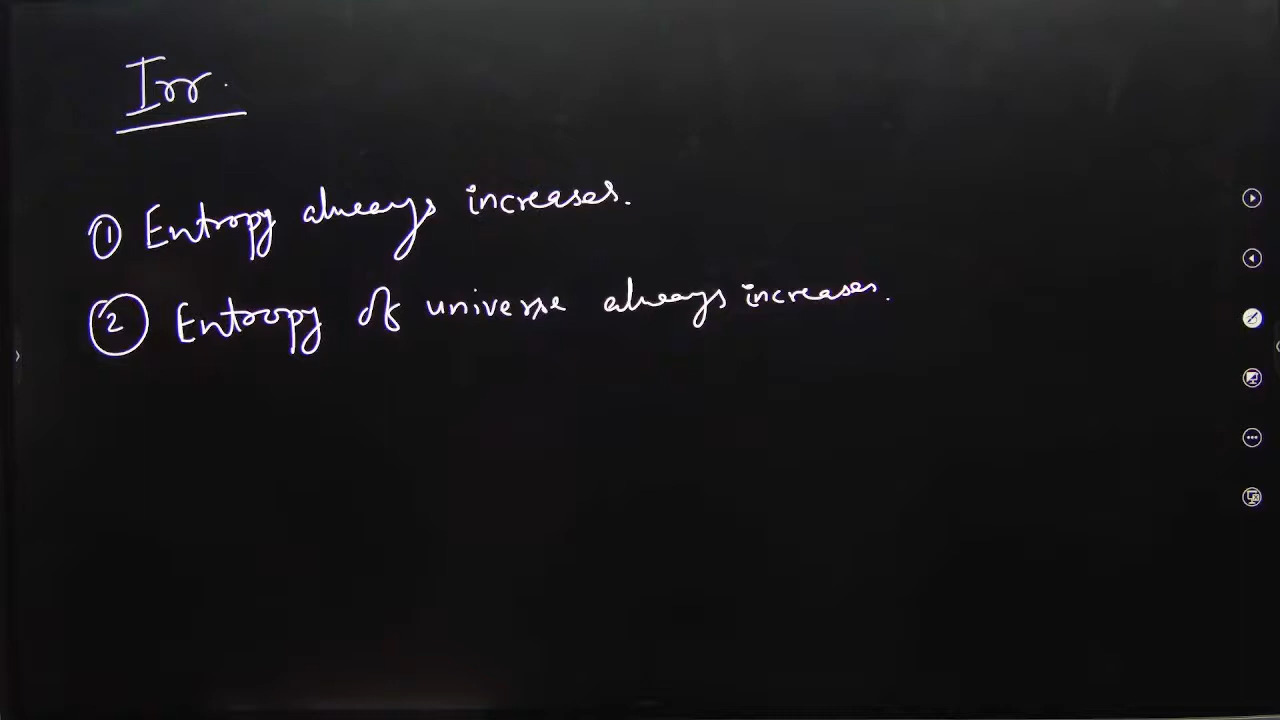 Irr.
① Entropy always increases.
② Entropy of universe always increases.